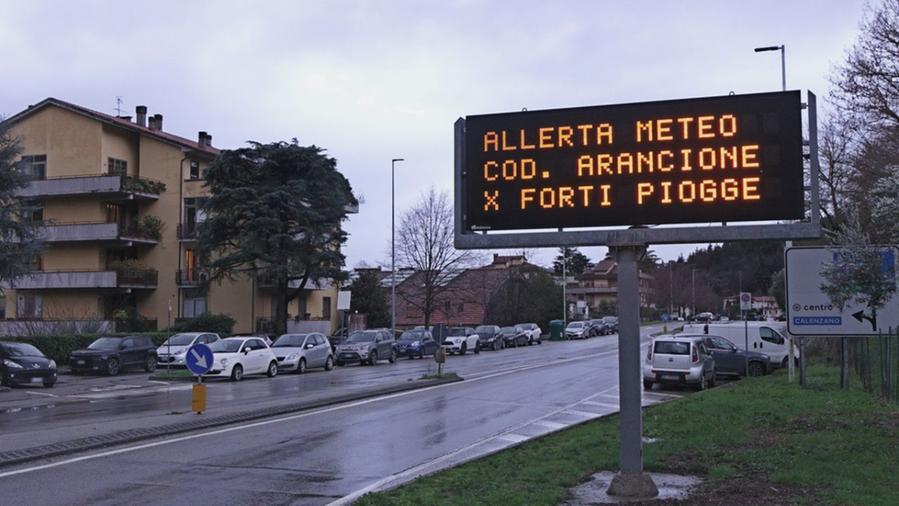 ALLERTA METEO
COD. ARANCIONE
X FORTI PIOGGE
centro
CALENZANO